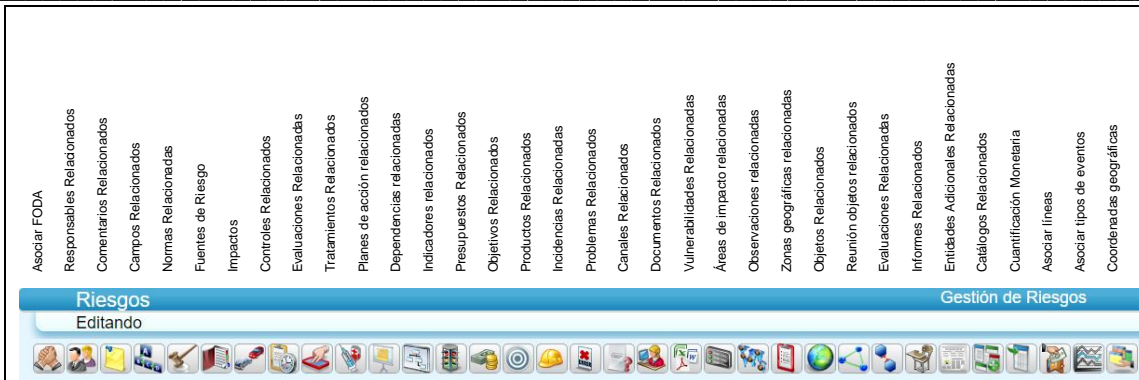 Asociar FODA
Responsables Relacionados
Comentarios Relacionados
Campos Relacionados
Normas Relacionadas
Fuentes de Riesgo
Impactos
Controles Relacionados
Evaluaciones Relacionadas
Tratamientos Relacionados
Planes de acción relacionados
Dependencias relacionadas
Indicadores relacionados
Presupuestos Relacionados
Objetivos Relacionados
Productos Relacionados
Incidencias Relacionadas
Problemas Relacionados
Canales Relacionados
Documentos Relacionados
Vulnerabilidades Relacionadas
Áreas de impacto relacionadas
Observaciones relacionadas
Zonas geográficas relacionadas
Objetos Relacionados
Reunión objetos relacionados
Evaluaciones Relacionadas
Informes Relacionados
Entidades Adicionales Relacionadas
Catálogos Relacionados
Cuantificación Monetaria
Asociar líneas
Asociar tipos de eventos
Coordenadas geográficas
Riesgos
Gestión de Riesgos
Editando